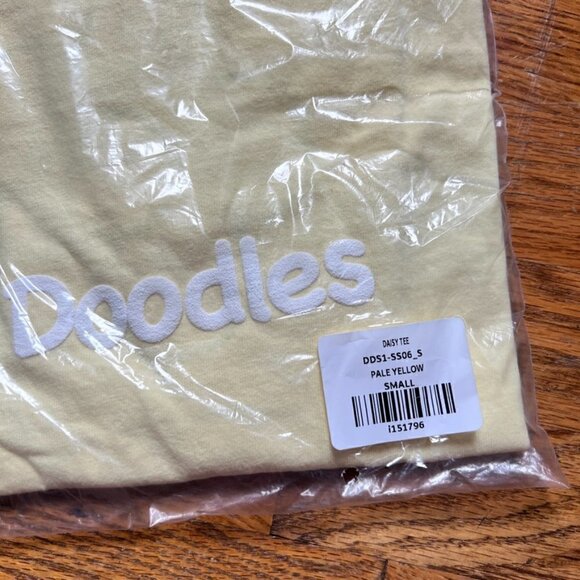 Doodles
DAISY TEE
DDS1-SS06_S
PALE YELLOW
SMALL
i151796